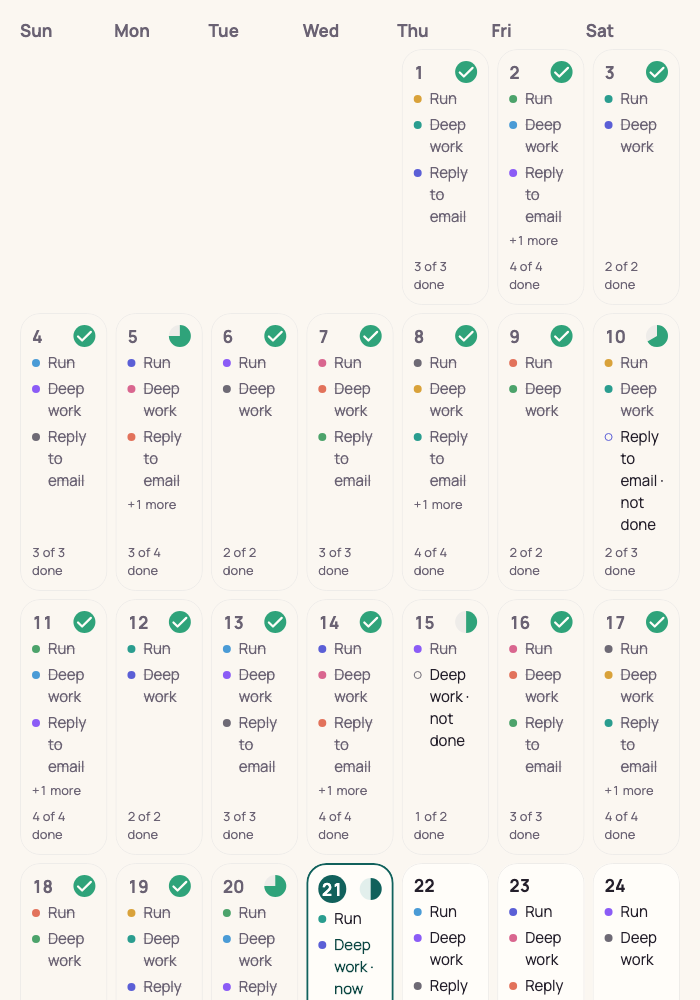 Sun Mon Tue Wed Thu Fri Sat
1
Run
Deep
work
Reply
to
email
3 of 3
done
2
Run
Deep
work
Reply
to
email
+1 more
4 of 4
done
3
Run
Deep
work
2 of 2
done
4
Run
Deep
work
Reply
to
email
3 of 3
done
5
Run
Deep
work
Reply
to
email
+1 more
3 of 4
done
6
Run
Deep
work
2 of 2
done
7
Run
Deep
work
Reply
to
email
3 of 3
done
8
Run
Deep
work
Reply
to
email
+1 more
4 of 4
done
9
Run
Deep
work
2 of 2
done
10
Run
Deep
work
Reply
to
email ·
not
done
2 of 3
done
11
Run
Deep
work
Reply
to
email
+1 more
4 of 4
done
12
Run
Deep
work
2 of 2
done
13
Run
Deep
work
Reply
to
email
3 of 3
done
14
Run
Deep
work
Reply
to
email
+1 more
4 of 4
done
15
Run
Deep
work ·
not
done
1 of 2
done
16
Run
Deep
work
Reply
to
email
3 of 3
done
17
Run
Deep
work
Reply
to
email
+1 more
4 of 4
done
18
Run
Deep
work
19
Run
Deep
work
Reply
20
Run
Deep
work
Reply
21
Run
Deep
work ·
now
22
Run
Deep
work
Reply
23
Run
Deep
work
Reply
24
Run
Deep
work